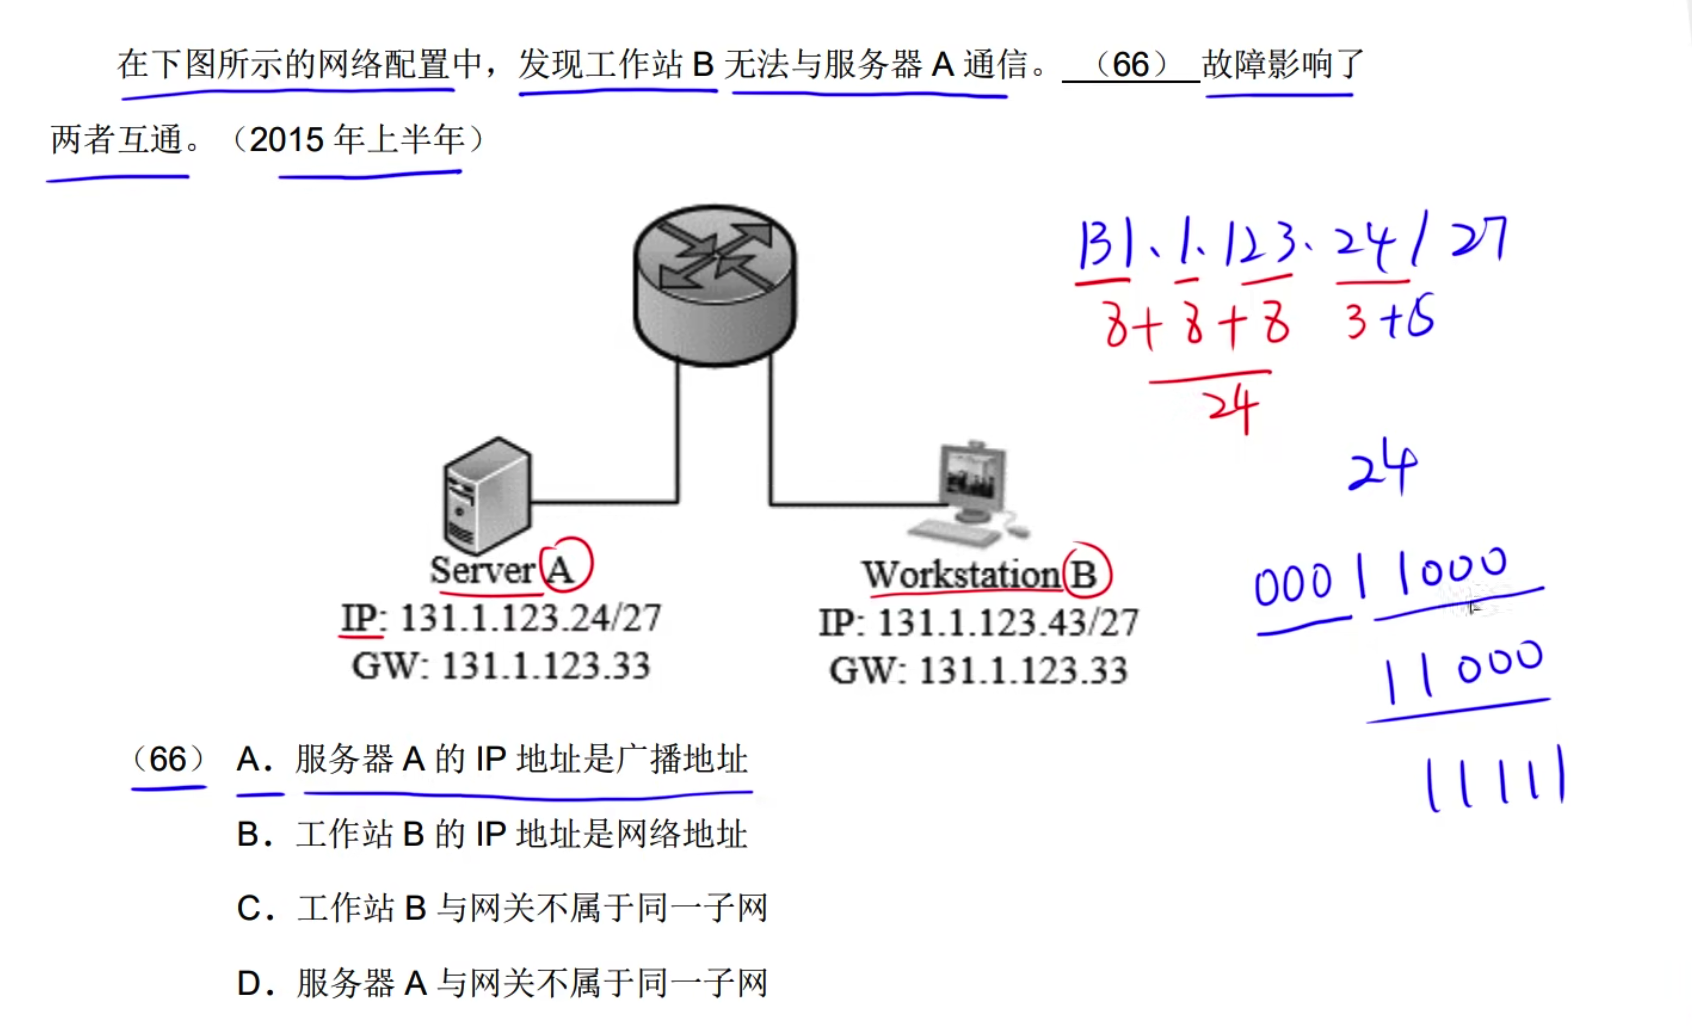 在下图所示的网络配置中，发现工作站 B 无法与服务器 A 通信。（66）故障影响了
两者互通。（2015 年上半年）
131.1.123.24/27
8+8+8 3+5
24
24
00011000
11000
11111
Server A
IP: 131.1.123.24/27
GW: 131.1.123.33
Workstation B
IP: 131.1.123.43/27
GW: 131.1.123.33
（66） A．服务器 A 的 IP 地址是广播地址
B．工作站 B 的 IP 地址是网络地址
C．工作站 B 与网关不属于同一子网
D．服务器 A 与网关不属于同一子网